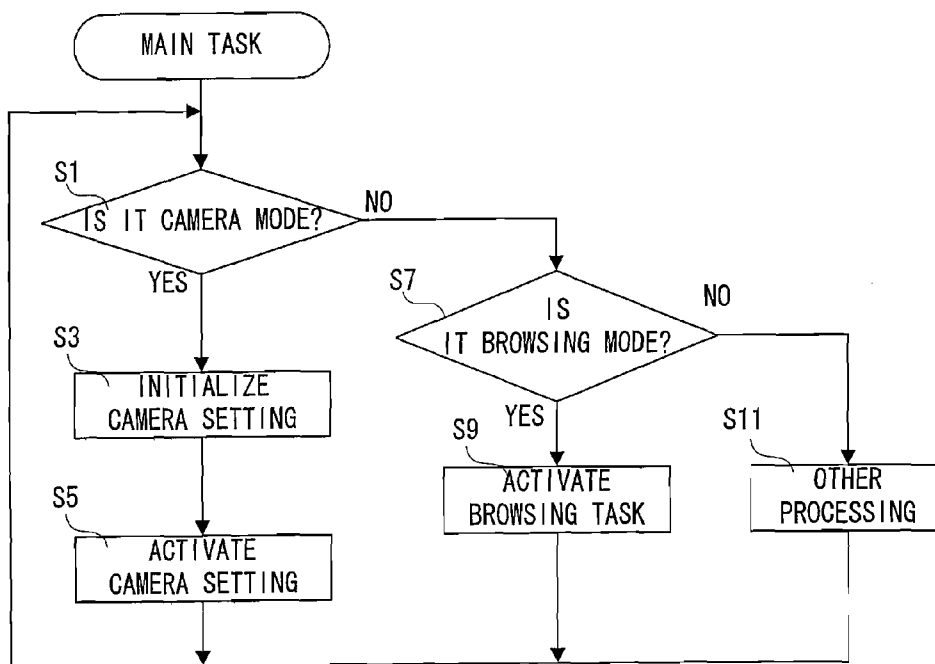 MAIN TASK
S1
IS IT CAMERA MODE?
NO
YES
S7
IS
IT BROWSING MODE?
NO
YES
S3
INITIALIZE
CAMERA SETTING
S9
ACTIVATE
BROWSING TASK
S11
OTHER
PROCESSING
S5
ACTIVATE
CAMERA SETTING